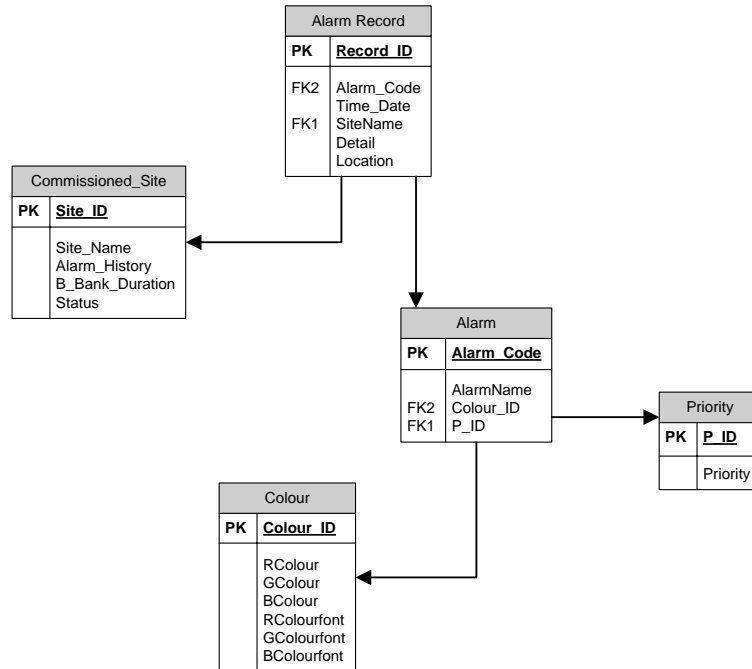 Alarm Record
PK Record_ID
FK2 Alarm_Code
Time_Date
FK1 SiteName
Detail
Location
Commissioned_Site
PK Site_ID
Site_Name
Alarm_History
B_Bank_Duration
Status
Alarm
PK Alarm_Code
AlarmName
FK2 Colour_ID
FK1 P_ID
Priority
PK P_ID
Priority
Colour
PK Colour_ID
RColour
GColour
BColour
RColourfont
GColourfont
BColourfont